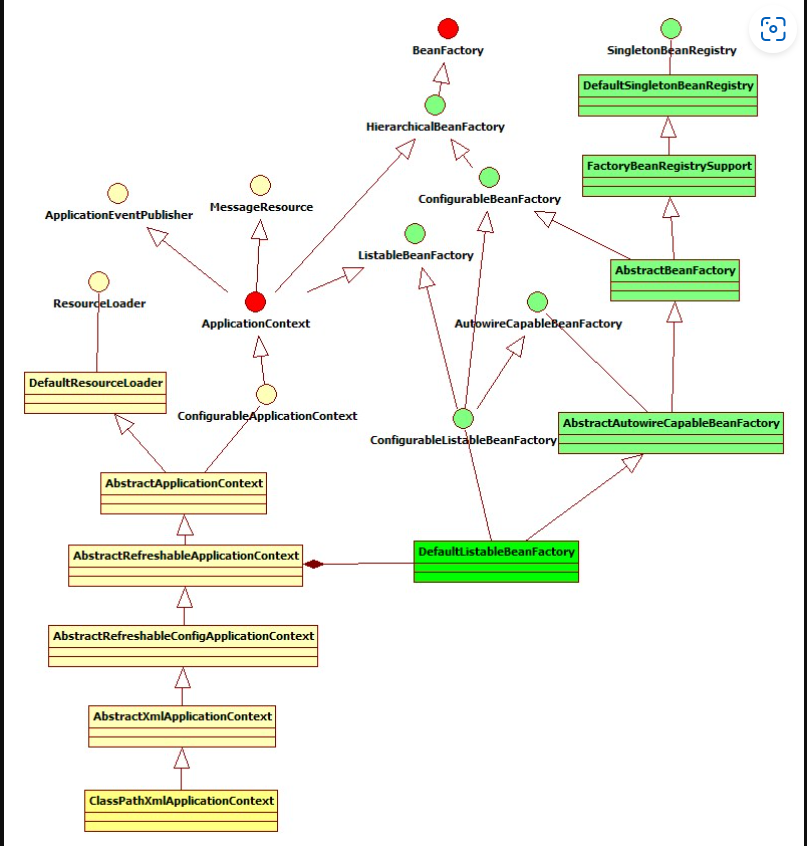 BeanFactory
SingletonBeanRegistry
DefaultSingletonBeanRegistry
HierarchicalBeanFactory
FactoryBeanRegistrySupport
ConfigurableBeanFactory
MessageResource
ApplicationEventPublisher
ListableBeanFactory
AbstractBeanFactory
ResourceLoader
ApplicationContext
AutowireCapableBeanFactory
DefaultResourceLoader
ConfigurableApplicationContext
AbstractAutowireCapableBeanFactory
ConfigurableListableBeanFactory
AbstractApplicationContext
DefaultListableBeanFactory
AbstractRefreshableApplicationContext
AbstractRefreshableConfigApplicationContext
AbstractXmlApplicationContext
ClassPathXmlApplicationContext